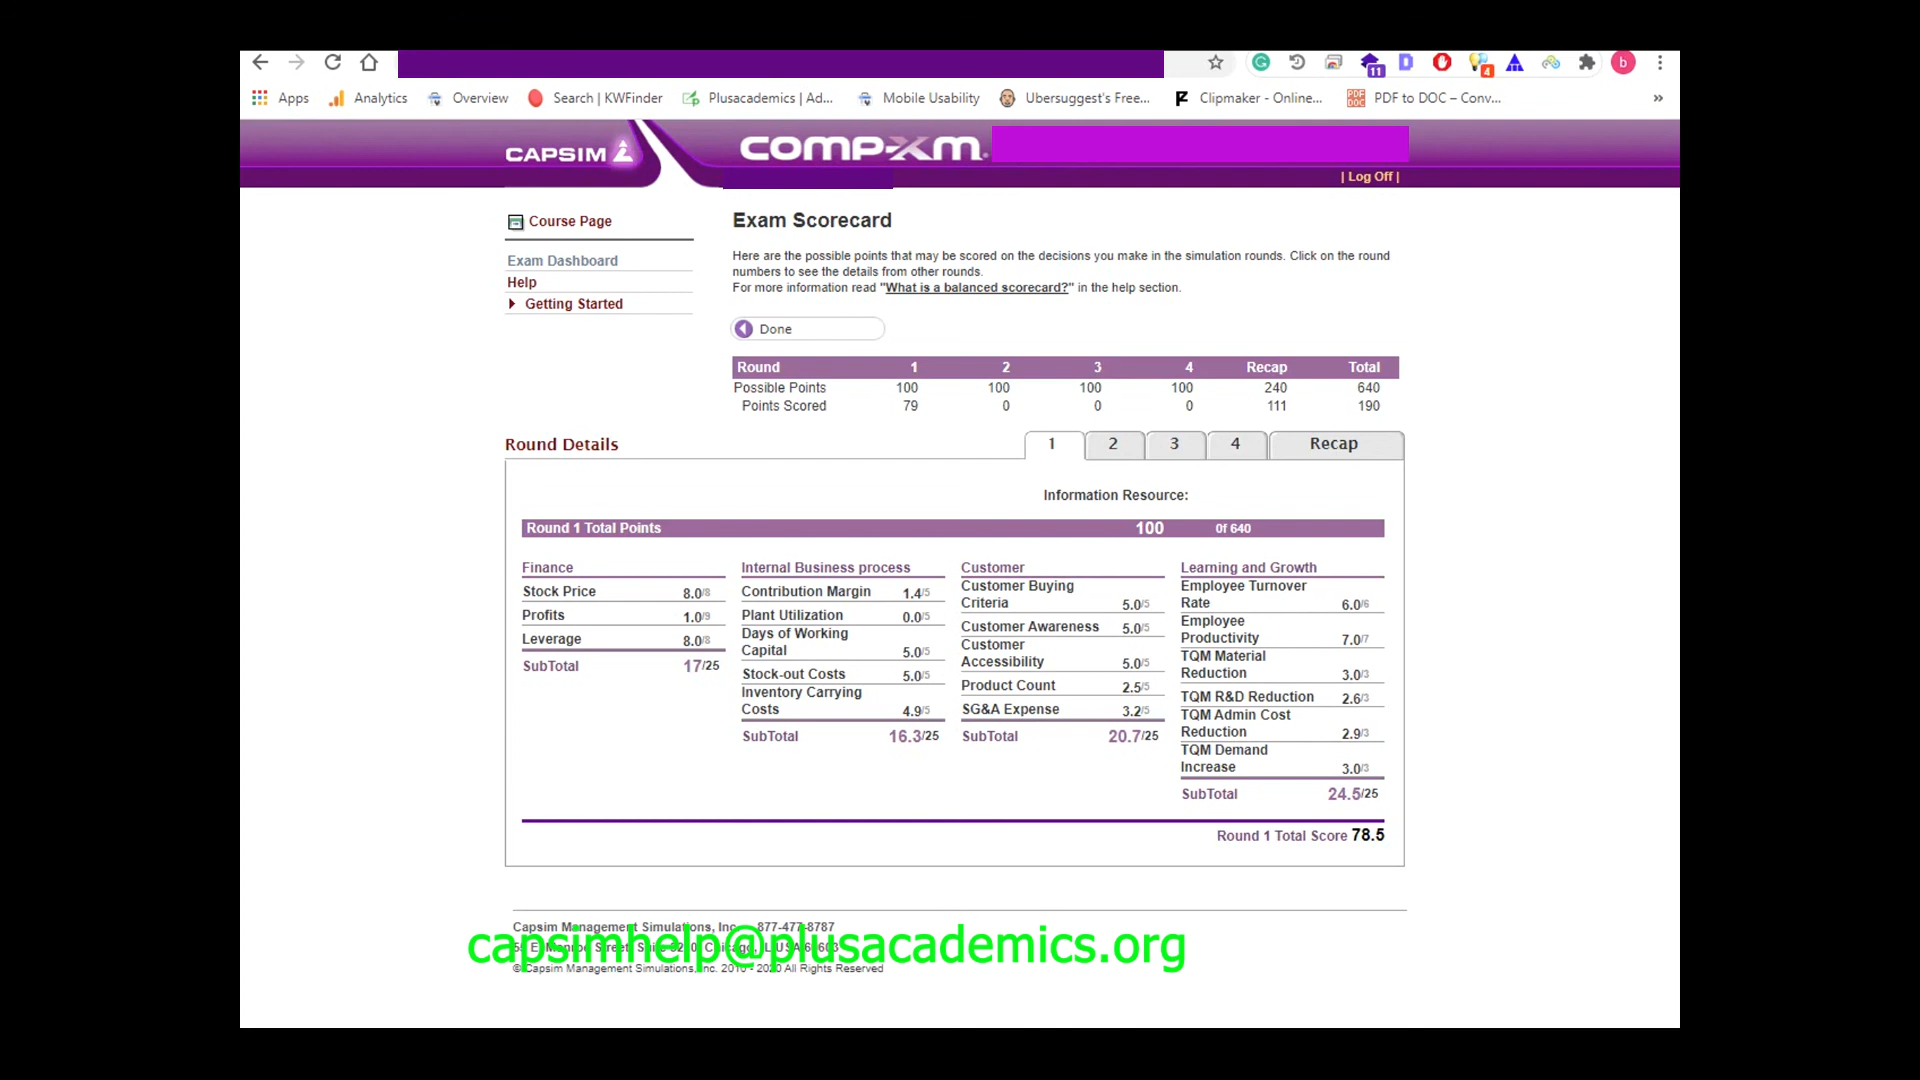 Apps Analytics Overview Search | KWFinder Plusacademics | Ad... Mobile Usability Ubersuggest's Free... Clipmaker - Online... PDF to DOC – Conv... »
CAPSIM COMP-XM®
| Log Off |
Course Page
Exam Dashboard
Help
Getting Started
Exam Scorecard
Here are the possible points that may be scored on the decisions you make in the simulation rounds. Click on the round
numbers to see the details from other rounds.
For more information read "What is a balanced scorecard?" in the help section.
Done
Round 1 2 3 4 Recap Total
Possible Points 100 100 100 100 240 640
Points Scored 79 0 0 0 111 190
Round Details
1 2 3 4 Recap
Information Resource:
Round 1 Total Points 100 Of 640
Finance
Stock Price 8.0/8
Profits 1.0/9
Leverage 8.0/8
SubTotal 17/25
Internal Business process
Contribution Margin 1.4/5
Plant Utilization 0.0/5
Days of Working
Capital 5.0/5
Stock-out Costs 5.0/5
Inventory Carrying
Costs 4.9/5
SubTotal 16.3/25
Customer
Customer Buying
Criteria 5.0/5
Customer Awareness 5.0/5
Customer
Accessibility 5.0/5
Product Count 2.5/5
SG&A Expense 3.2/5
SubTotal 20.7/25
Learning and Growth
Employee Turnover
Rate 6.0/6
Employee
Productivity 7.0/7
TQM Material
Reduction 3.0/3
TQM R&D Reduction 2.6/3
TQM Admin Cost
Reduction 2.9/3
TQM Demand
Increase 3.0/3
SubTotal 24.5/25
Round 1 Total Score 78.5
Capsim Management Simulations, Inc. 877-477-8787
capsimhelp@plusacademics.org
© Capsim Management Simulations, Inc. 2010 - 2020 All Rights Reserved